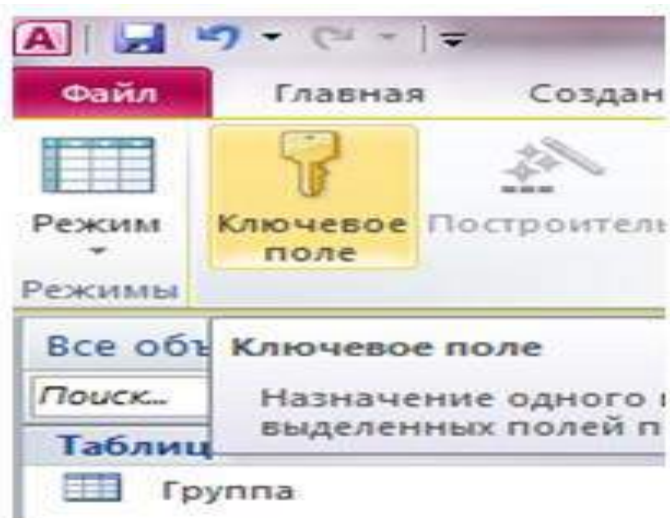 A
Файл Главная Создан
Режим Ключевое поле Построитель
Режимы
Все объ Ключевое поле
Поиск... Назначение одного и
выделенных полей п
Таблиц
Группа